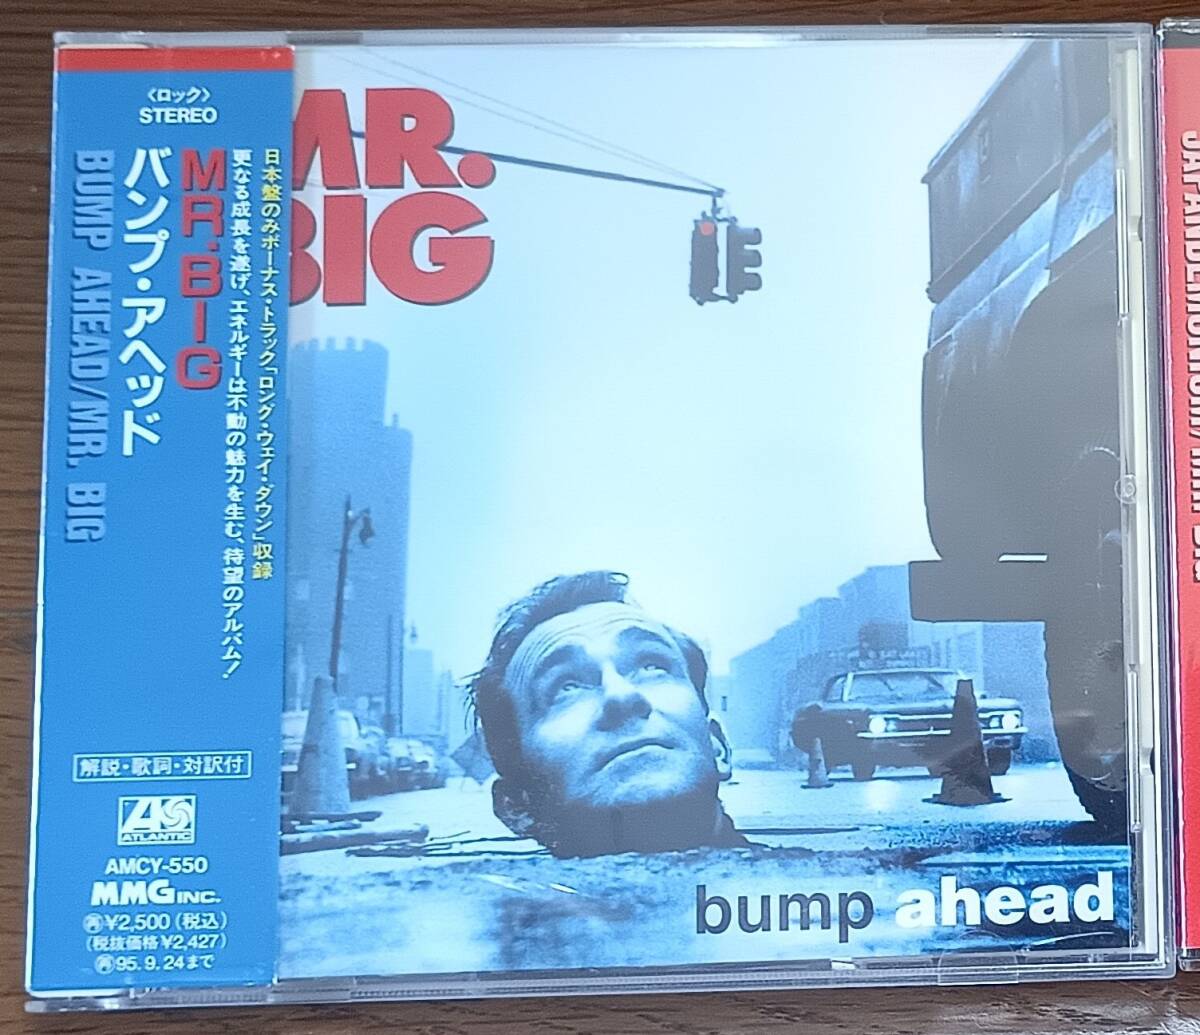 〈ロック〉
STEREO
日本盤のみボーナス・トラック「ロング・ウェイ・ダウン」収録
更なる成長を遂げ、エネルギーは不動の魅力を生む、待望のアルバム!
MR.BIG
バンプ・アヘッド
BUMP AHEAD/MR. BIG
解説・歌詞・対訳付
ATLANTIC
AMCY-550
MMG INC.
再¥2,500(税込)
(税抜価格¥2,427)
再95.9.24まで
MR.
BIG
bump ahead